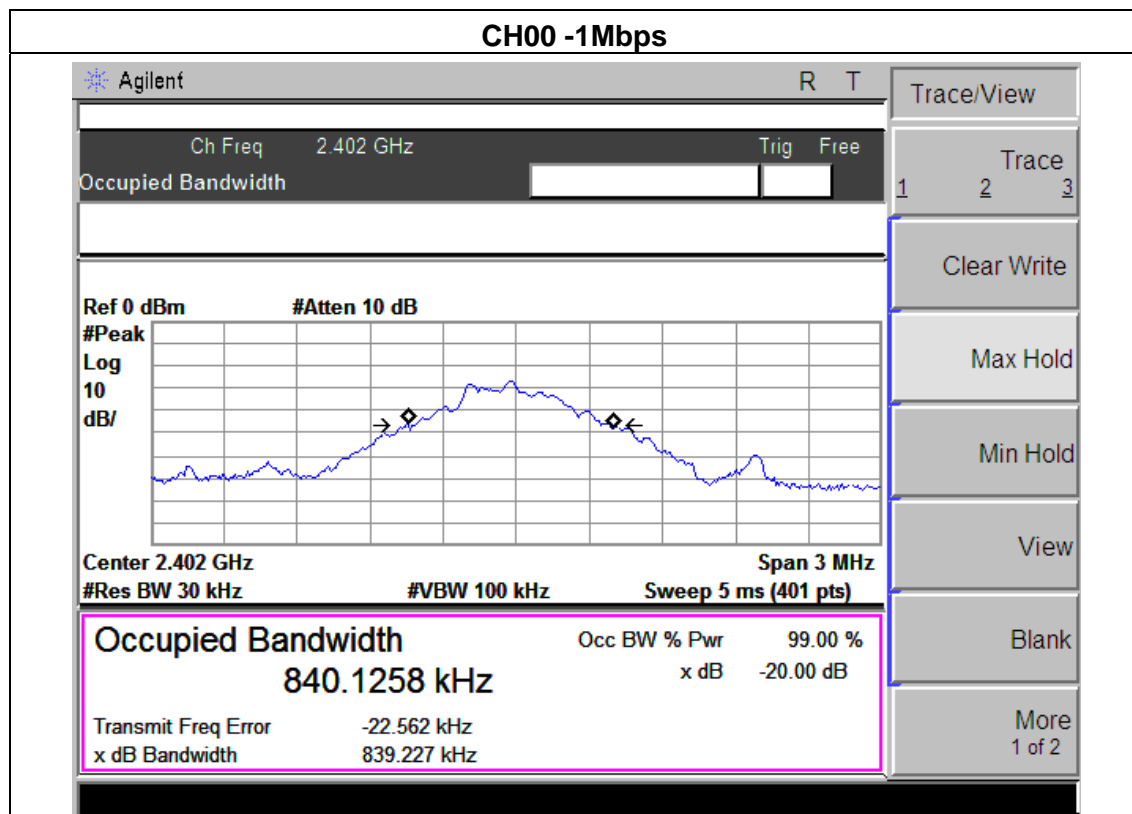 CH00 -1Mbps
Agilent R T
Trace/View
Ch Freq 2.402 GHz Trig Free
Occupied Bandwidth
Trace
1 2 3
Clear Write
Ref 0 dBm #Atten 10 dB
#Peak
Log
10
dB/
Max Hold
Min Hold
View
Center 2.402 GHz Span 3 MHz
#Res BW 30 kHz #VBW 100 kHz Sweep 5 ms (401 pts)
Occupied Bandwidth Occ BW % Pwr 99.00 %
840.1258 kHz x dB -20.00 dB
Blank
Transmit Freq Error -22.562 kHz
x dB Bandwidth 839.227 kHz
More
1 of 2